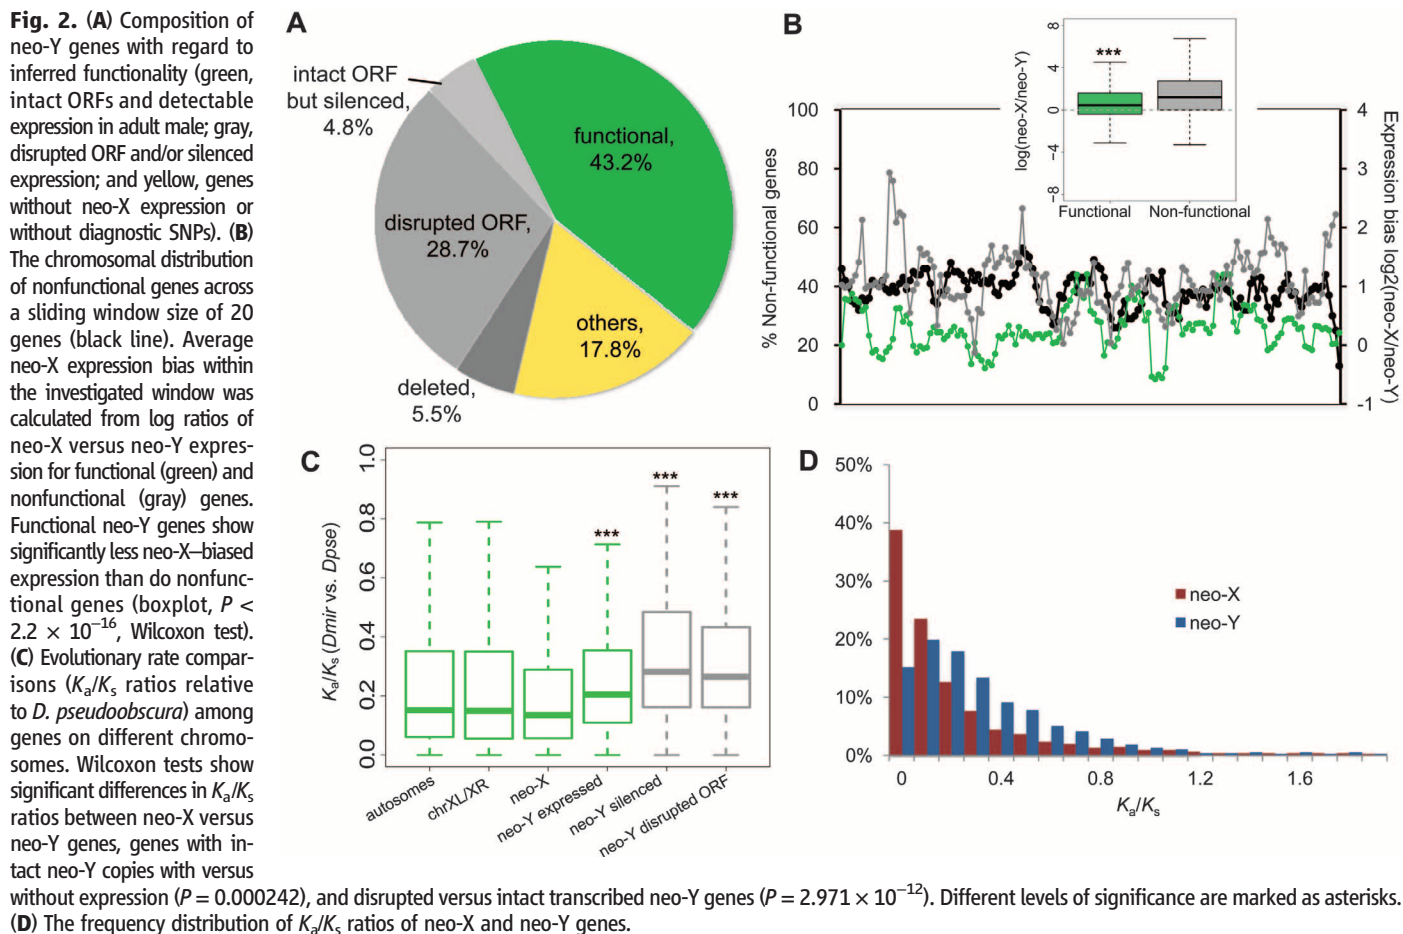 Fig. 2. (A) Composition of
neo-Y genes with regard to
inferred functionality (green,
intact ORFs and detectable
expression in adult male; gray,
disrupted ORF and/or silenced
expression; and yellow, genes
without neo-X expression or
without diagnostic SNPs). (B)
The chromosomal distribution
of nonfunctional genes across
a sliding window size of 20
genes (black line). Average
neo-X expression bias within
the investigated window was
calculated from log ratios of
neo-X versus neo-Y expres-
sion for functional (green) and
nonfunctional (gray) genes.
Functional neo-Y genes show
significantly less neo-X–biased
expression than do nonfunc-
tional genes (boxplot, P <
2.2 × 10⁻¹⁶, Wilcoxon test).
(C) Evolutionary rate compar-
isons (Ka/Ks ratios relative
to D. pseudoobscura) among
genes on different chromo-
somes. Wilcoxon tests show
significant differences in Ka/Ks
ratios between neo-X versus
neo-Y genes, genes with in-
tact neo-Y copies with versus
without expression (P = 0.000242), and disrupted versus intact transcribed neo-Y genes (P = 2.971 × 10⁻¹²). Different levels of significance are marked as asterisks.
(D) The frequency distribution of Ka/Ks ratios of neo-X and neo-Y genes.
A
intact ORF
but silenced,
4.8%
functional,
43.2%
disrupted ORF,
28.7%
others,
17.8%
deleted,
5.5%
B
% Non-functional genes
100
80
60
40
20
0
Expression bias log2(neo-X/neo-Y)
4
3
2
1
0
-1
log(neo-X/neo-Y)
8
4
0
−4
−8
***
Functional
Non-functional
C
Ka/Ks (Dmir vs. Dpse)
1.0
0.8
0.6
0.4
0.2
0.0
***
***
***
autosomes
chrXL/XR
neo-X
neo-Y expressed
neo-Y silenced
neo-Y disrupted ORF
D
50%
40%
30%
20%
10%
0%
neo-X
neo-Y
0
0.4
0.8
1.2
1.6
Ka/Ks